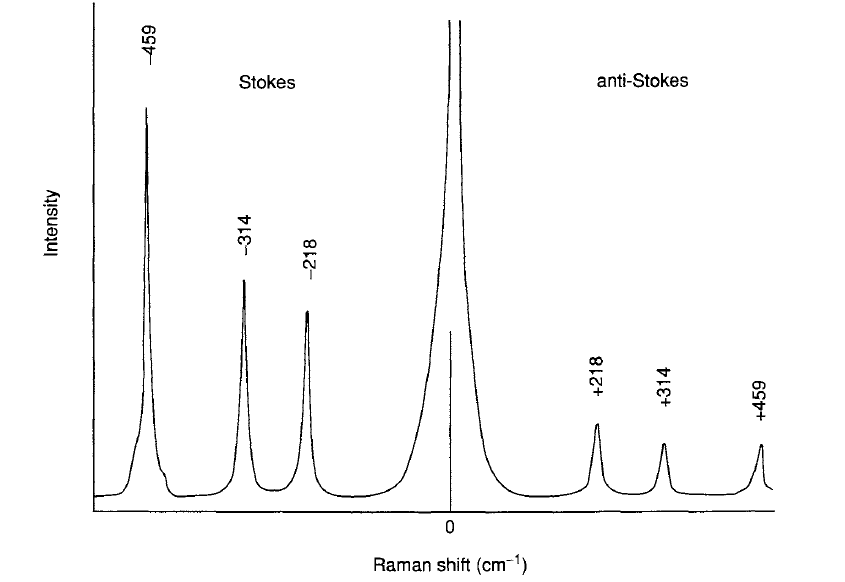 −459
Stokes
anti-Stokes
Intensity
−314
−218
+218
+314
+459
0
Raman shift (cm⁻¹)